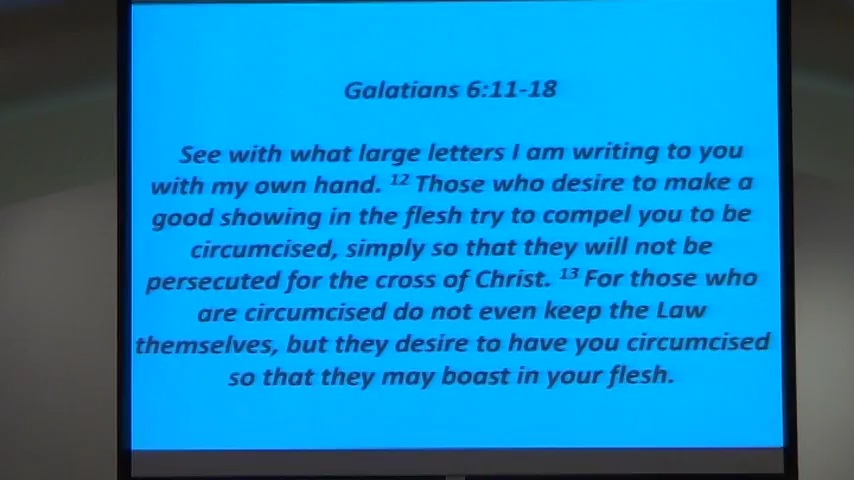 Galatians 6:11-18
See with what large letters I am writing to you
with my own hand. ¹² Those who desire to make a
good showing in the flesh try to compel you to be
circumcised, simply so that they will not be
persecuted for the cross of Christ. ¹³ For those who
are circumcised do not even keep the Law
themselves, but they desire to have you circumcised
so that they may boast in your flesh.